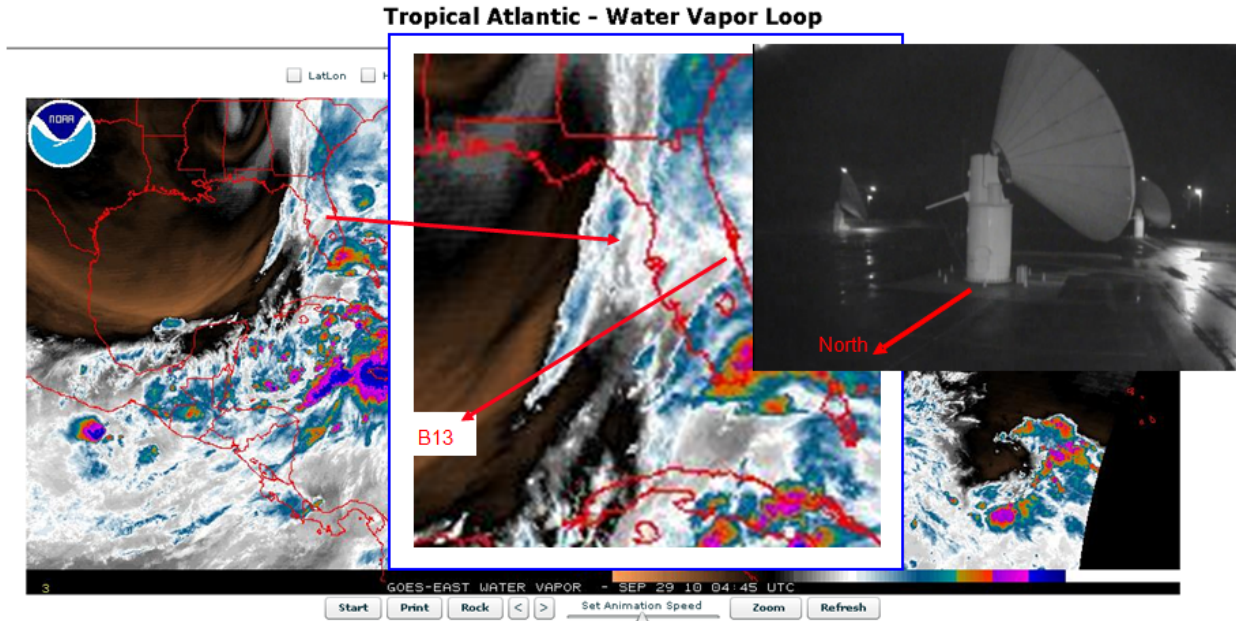 Tropical Atlantic - Water Vapor Loop
LatLon
NOAA
North
B13
3
GOES-EAST WATER VAPOR - SEP 29 10 04:45 UTC
Start Print Rock < > Set Animation Speed Zoom Refresh